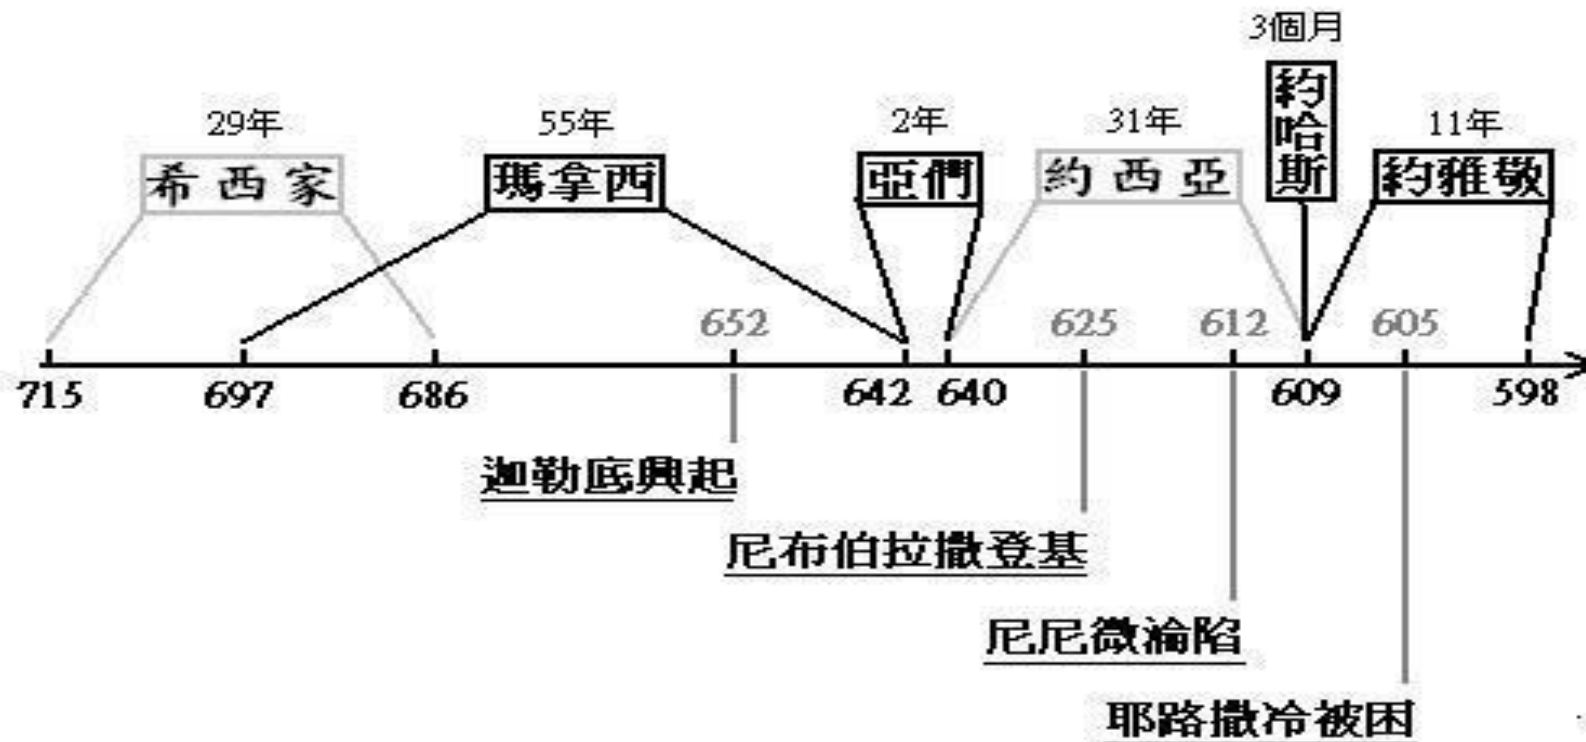 3個月
29年
55年
2年
31年
11年
希西家
瑪拿西
亞們
約西亞
約哈斯
約雅敬
652
625
612
605
715
697
686
642
640
609
598
迦勒底興起
尼布伯拉撒登基
尼尼微淪陷
耶路撒冷被困